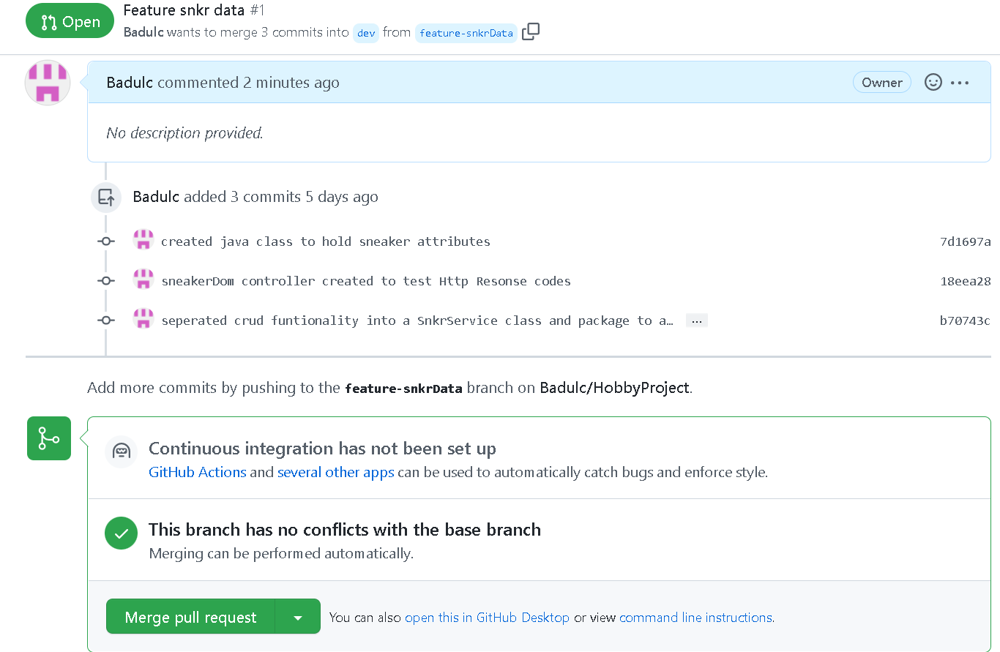 Open
Feature snkr data #1
Badulc wants to merge 3 commits into dev from feature-snkrData
Badulc commented 2 minutes ago
Owner
No description provided.
Badulc added 3 commits 5 days ago
created java class to hold sneaker attributes 7d1697a
sneakerDom controller created to test Http Resonse codes 18eea28
seperated crud funtionality into a SnkrService class and package to a… ... b70743c
Add more commits by pushing to the feature-snkrData branch on Badulc/HobbyProject.
Continuous integration has not been set up
GitHub Actions and several other apps can be used to automatically catch bugs and enforce style.
This branch has no conflicts with the base branch
Merging can be performed automatically.
Merge pull request
You can also open this in GitHub Desktop or view command line instructions.